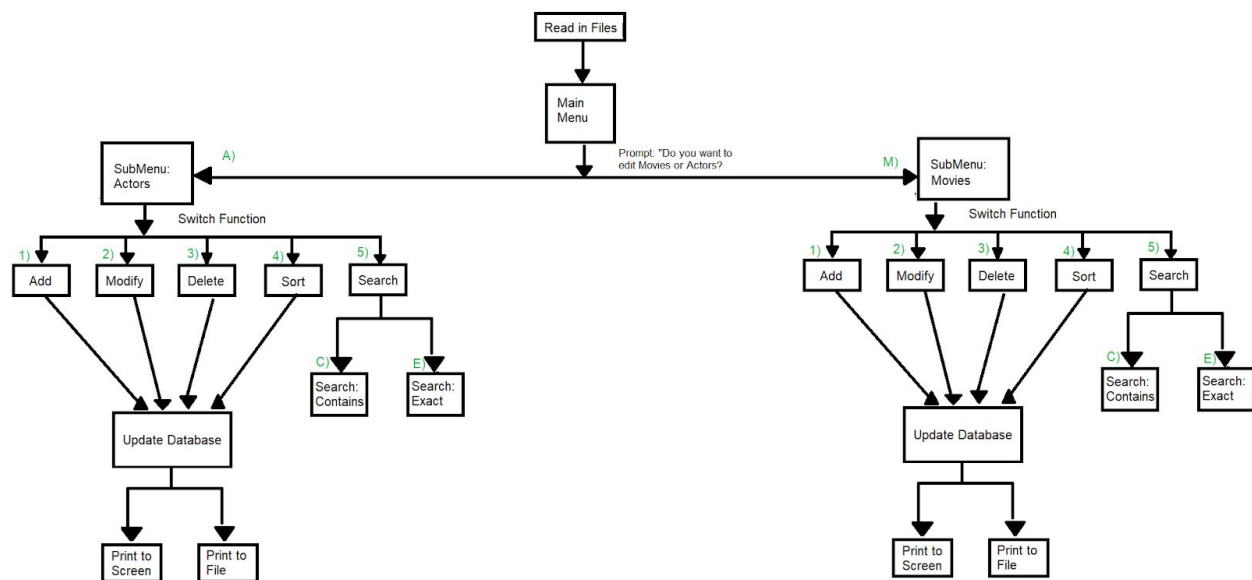 Read in Files
Main
Menu
Prompt: "Do you want to
edit Movies or Actors?
A)
SubMenu:
Actors
M)
SubMenu:
Movies
Switch Function
1)
2)
3)
4)
5)
Add
Modify
Delete
Sort
Search
C)
E)
Search:
Contains
Search:
Exact
Update Database
Print to
Screen
Print to
File
Switch Function
1)
2)
3)
4)
5)
Add
Modify
Delete
Sort
Search
C)
E)
Search:
Contains
Search:
Exact
Update Database
Print to
Screen
Print to
File